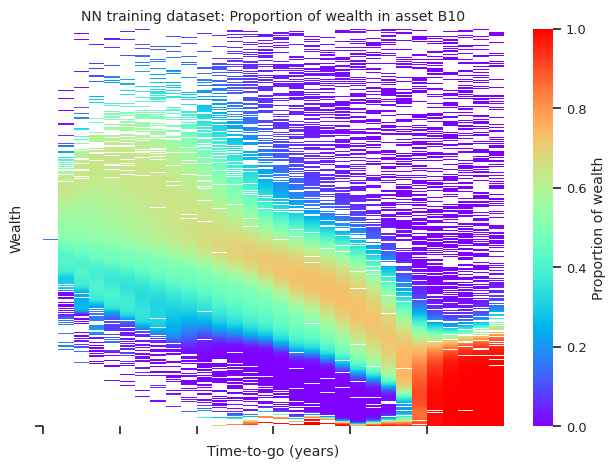 NN training dataset: Proportion of wealth in asset B10
Wealth
Time-to-go (years)
1.0
0.8
0.6
0.4
0.2
0.0
Proportion of wealth